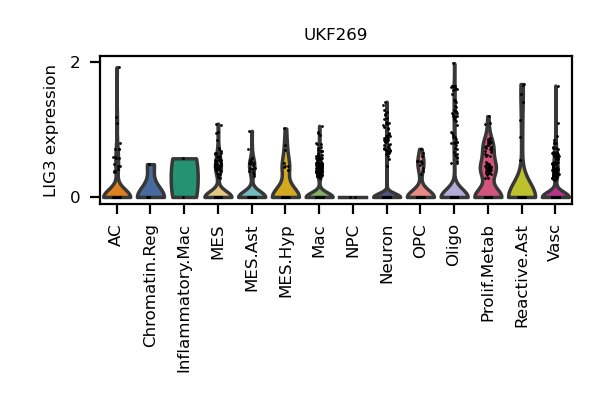 UKF269
LIG3 expression
2
0
AC
Chromatin.Reg
Inflammatory.Mac
MES
MES.Ast
MES.Hyp
Mac
NPC
Neuron
OPC
Oligo
Prolif.Metab
Reactive.Ast
Vasc